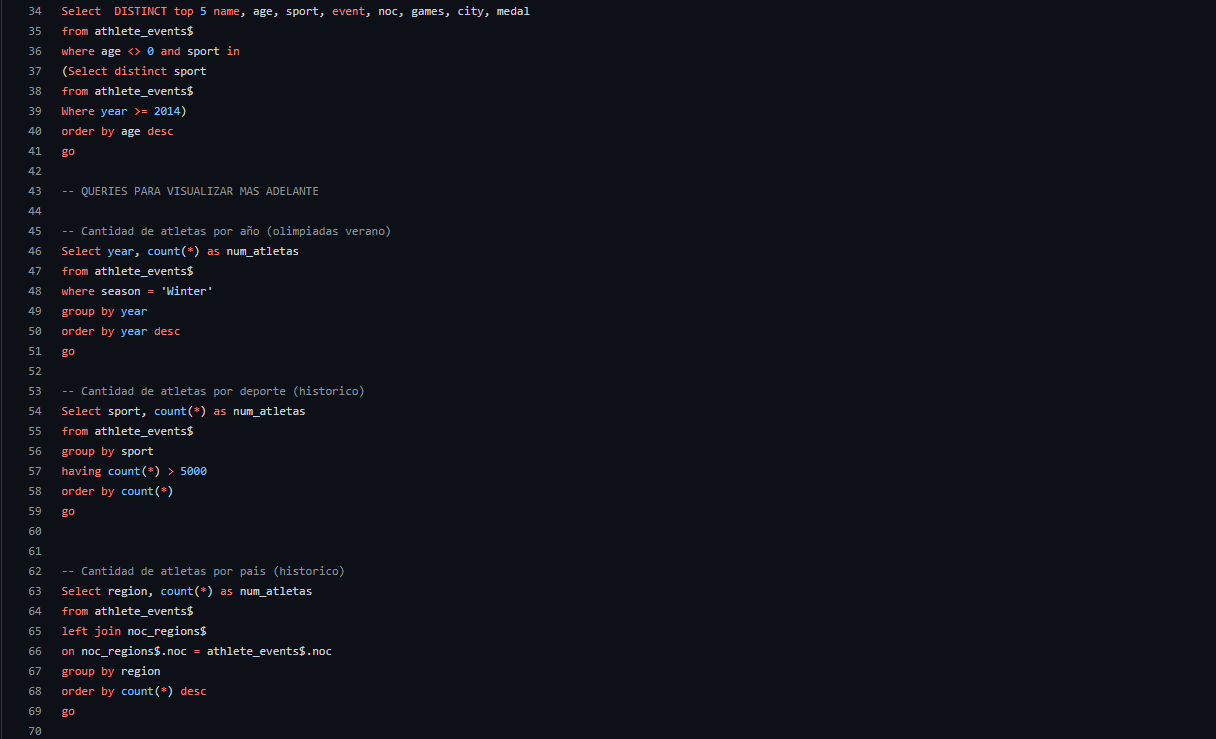 34 Select  DISTINCT top 5 name, age, sport, event, noc, games, city, medal
35 from athlete_events$
36 where age <> 0 and sport in
37 (Select distinct sport
38 from athlete_events$
39 Where year >= 2014)
40 order by age desc
41 go
42
43 -- QUERIES PARA VISUALIZAR MAS ADELANTE
44
45 -- Cantidad de atletas por año (olimpiadas verano)
46 Select year, count(*) as num_atletas
47 from athlete_events$
48 where season = 'Winter'
49 group by year
50 order by year desc
51 go
52
53 -- Cantidad de atletas por deporte (historico)
54 Select sport, count(*) as num_atletas
55 from athlete_events$
56 group by sport
57 having count(*) > 5000
58 order by count(*)
59 go
60
61
62 -- Cantidad de atletas por pais (historico)
63 Select region, count(*) as num_atletas
64 from athlete_events$
65 left join noc_regions$
66 on noc_regions$.noc = athlete_events$.noc
67 group by region
68 order by count(*) desc
69 go
70